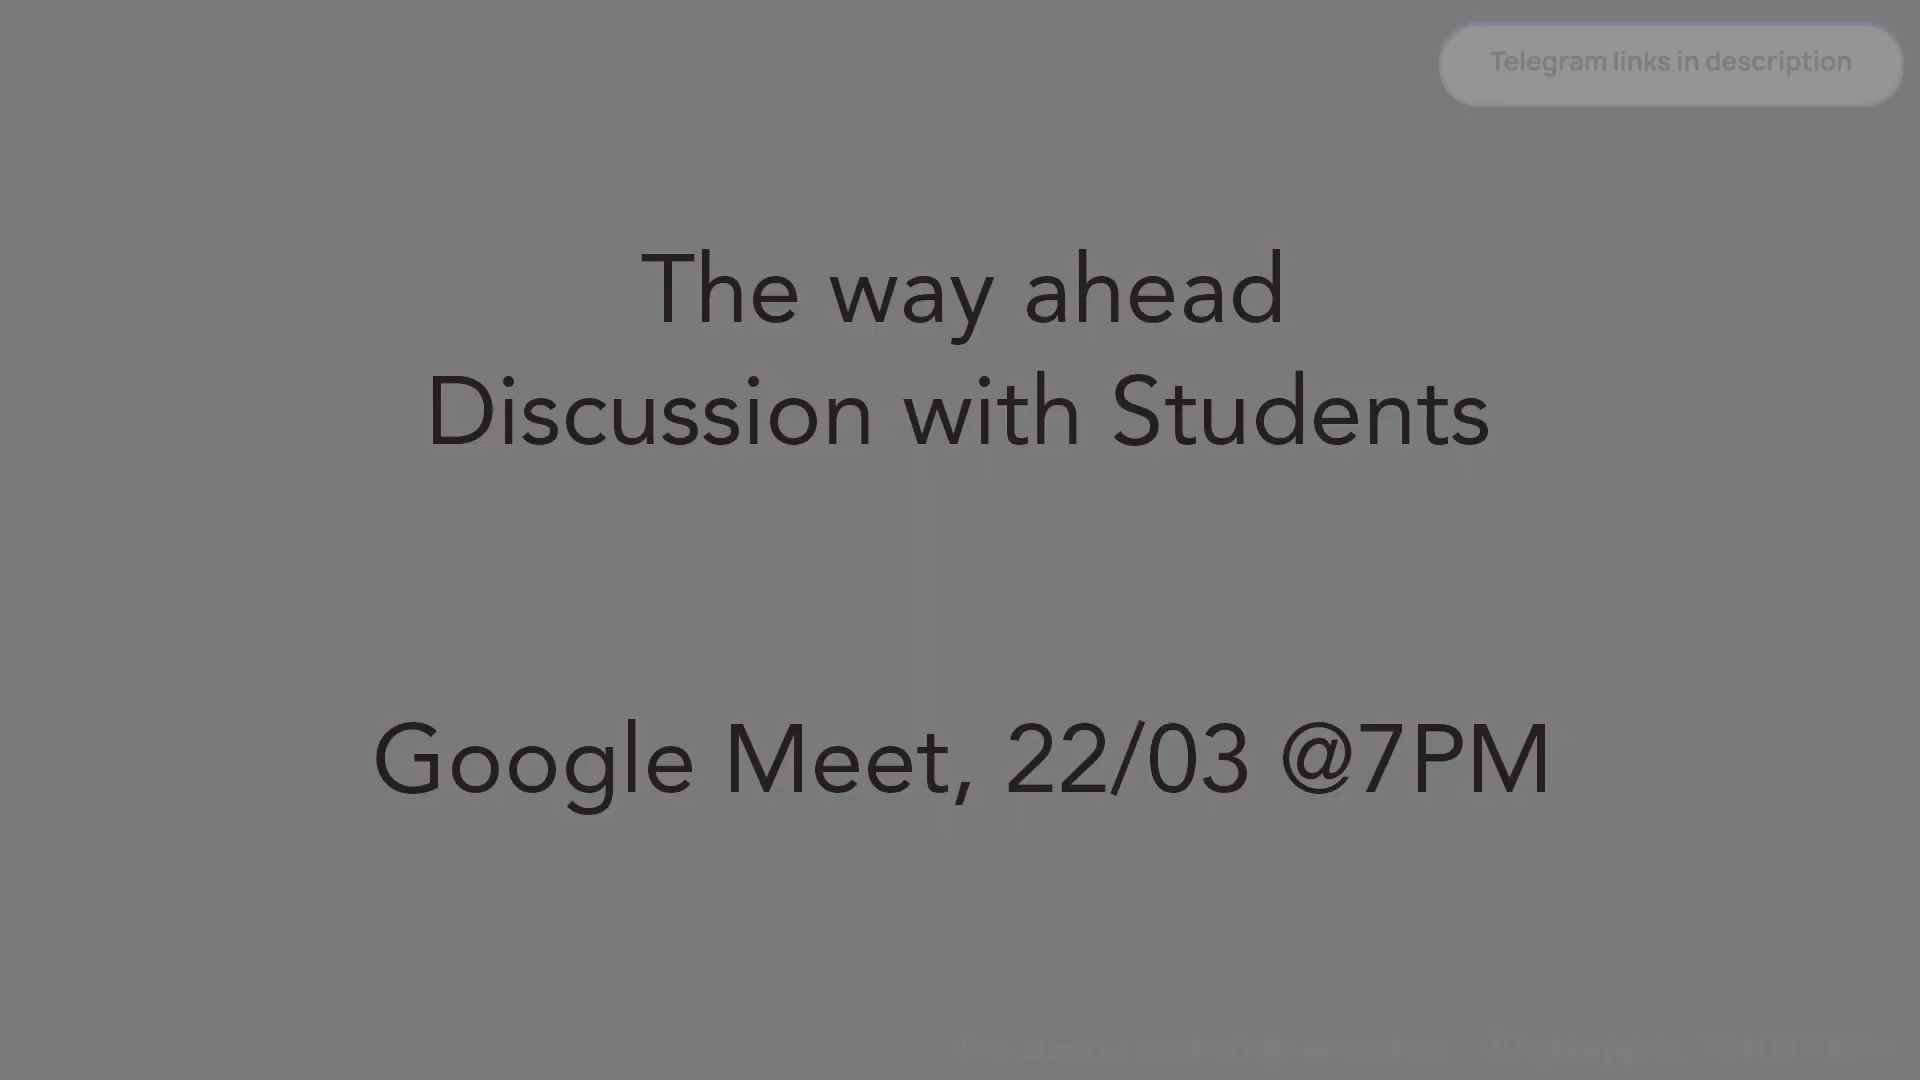 Telegram links in description
The way ahead
Discussion with Students
Google Meet, 22/03 @7PM